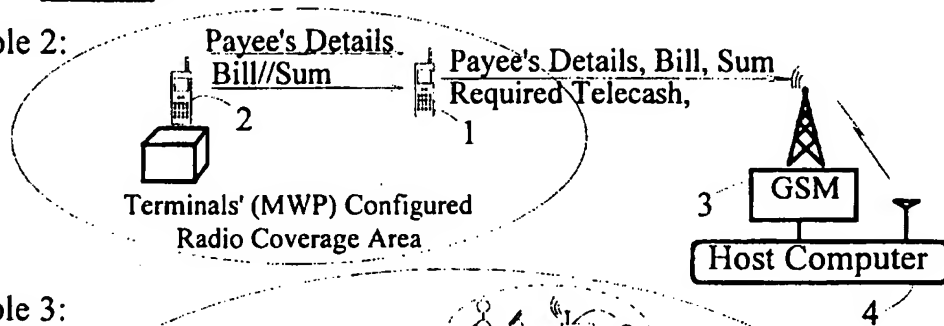 ple 2:
Payee's Details
Bill//Sum
Payee's Details, Bill, Sum
Required Telecash,
2
1
Terminals' (MWP) Configured
Radio Coverage Area
3
GSM
Host Computer
4
ple 3: